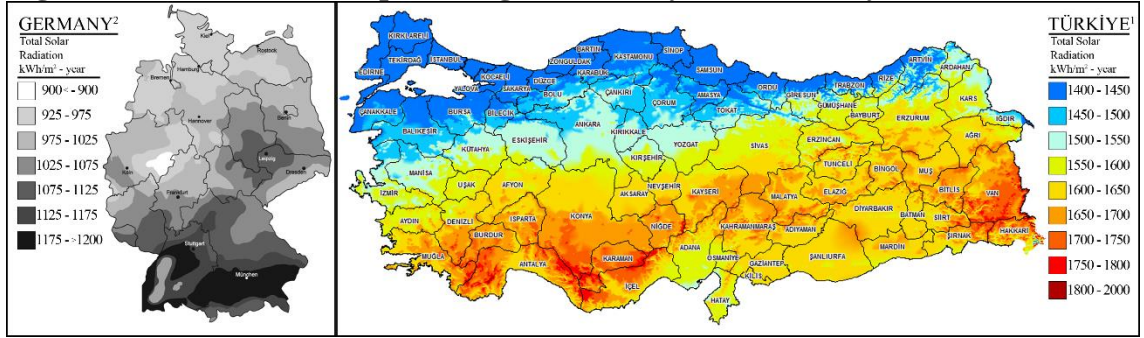 GERMANY²
Total Solar
Radiation
kWh/m² - year
900< - 900
925 - 975
975 - 1025
1025 - 1075
1075 - 1125
1125 - 1175
1175 - >1200
Kiel
Rostock
Hamburg
Bremen
Hannover
Berlin
Leipzig
Köln
Dresden
Frankfurt
Stuttgart
München
TÜRKİYE¹
Total Solar
Radiation
kWh/m² - year
1400 - 1450
1450 - 1500
1500 - 1550
1550 - 1600
1600 - 1650
1650 - 1700
1700 - 1750
1750 - 1800
1800 - 2000
KIRKLARELİ
EDİRNE
TEKİRDAĞ
İSTANBUL
KOCAELİ
YALOVA
SAKARYA
DÜZCE
ZONGULDAK
BARTIN
KARABÜK
KASTAMONU
SİNOP
SAMSUN
ORDU
GİRESUN
TRABZON
RİZE
ARTVİN
ARDAHAN
ÇANAKKALE
BALIKESİR
BURSA
BİLECİK
BOLU
ÇANKIRI
ÇORUM
AMASYA
TOKAT
GÜMÜŞHANE
BAYBURT
ERZURUM
KARS
IĞDIR
KÜTAHYA
ESKİŞEHİR
ANKARA
KIRIKKALE
YOZGAT
SİVAS
ERZİNCAN
AĞRI
MANİSA
İZMİR
UŞAK
AFYON
KIRŞEHİR
NEVŞEHİR
AKSARAY
KAYSERİ
MALATYA
TUNCELİ
ELAZIĞ
BİNGÖL
MUŞ
BİTLİS
VAN
AYDIN
DENİZLİ
ISPARTA
BURDUR
KONYA
NİĞDE
KAHRAMANMARAŞ
ADIYAMAN
DİYARBAKIR
BATMAN
SİİRT
ŞIRNAK
HAKKARİ
MUĞLA
ANTALYA
KARAMAN
İÇEL
ADANA
OSMANİYE
GAZİANTEP
KİLİS
HATAY
ŞANLIURFA
MARDİN